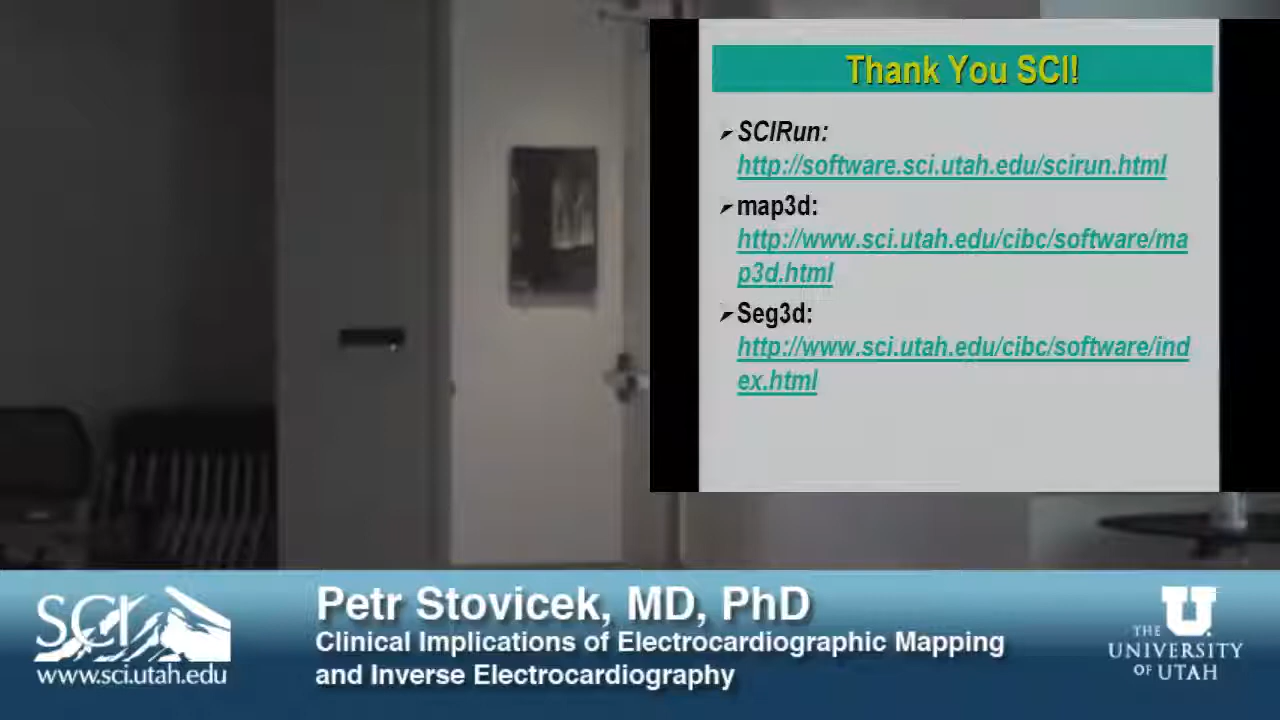 Thank You SCI!
SCIRun:
http://software.sci.utah.edu/scirun.html
map3d:
http://www.sci.utah.edu/cibc/software/ma
p3d.html
Seg3d:
http://www.sci.utah.edu/cibc/software/ind
ex.html
SCI
www.sci.utah.edu
Petr Stovicek, MD, PhD
Clinical Implications of Electrocardiographic Mapping
and Inverse Electrocardiography
U
THE
UNIVERSITY
OF UTAH